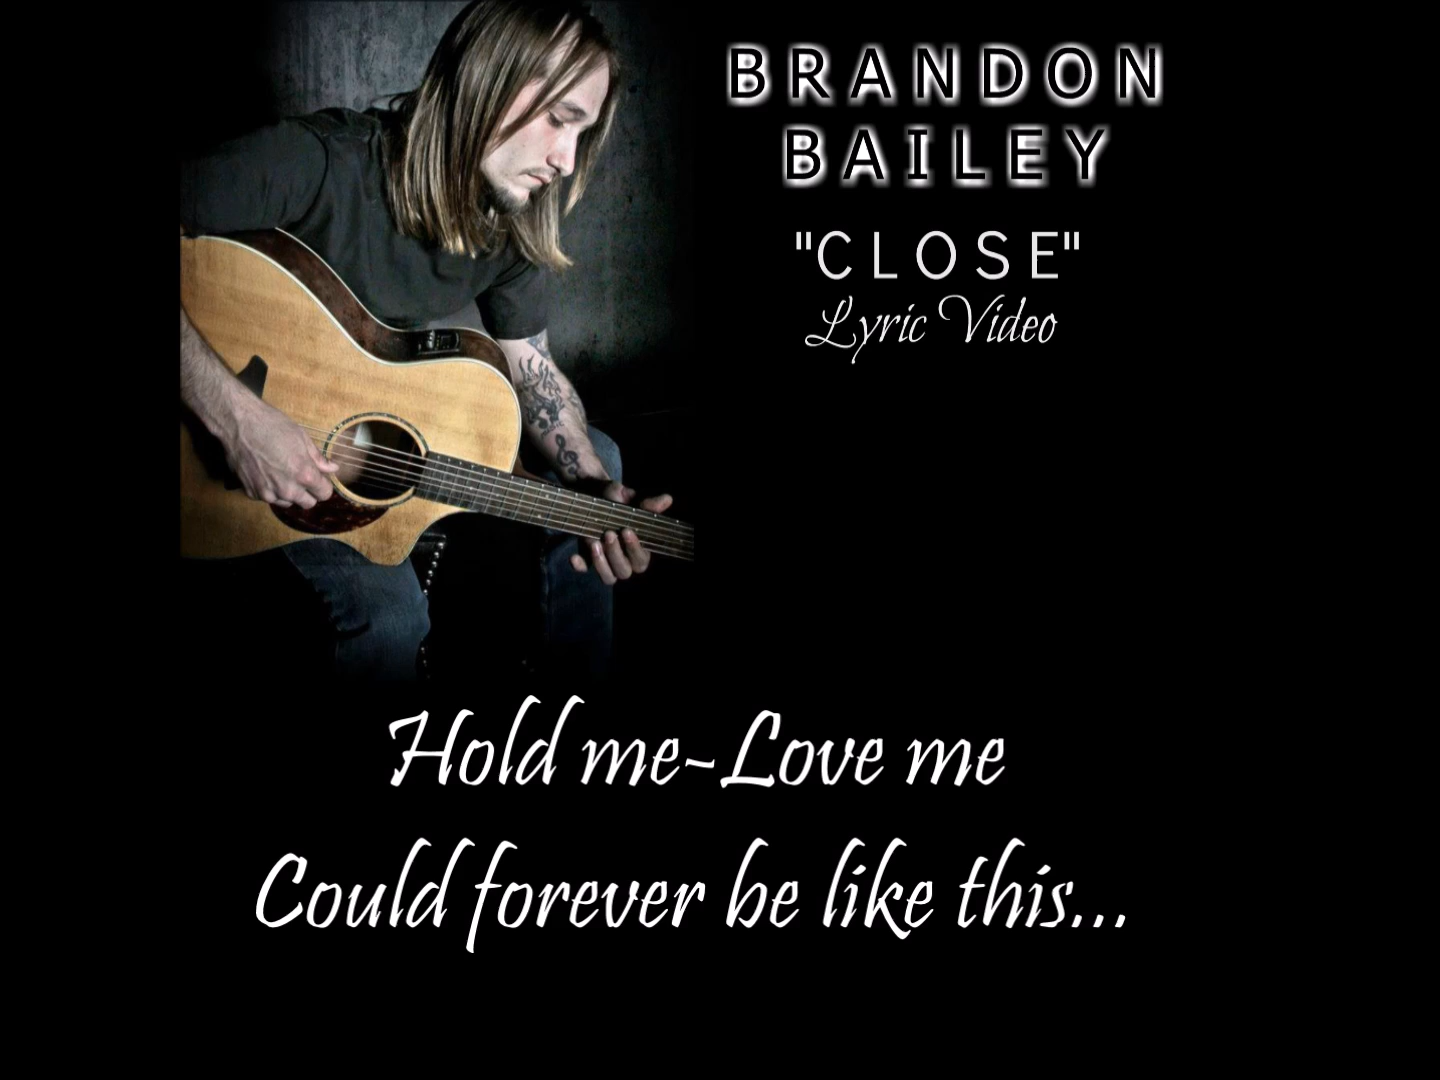 BRANDON
BAILEY
"CLOSE"
Lyric Video
Hold me-Love me
Could forever be like this...